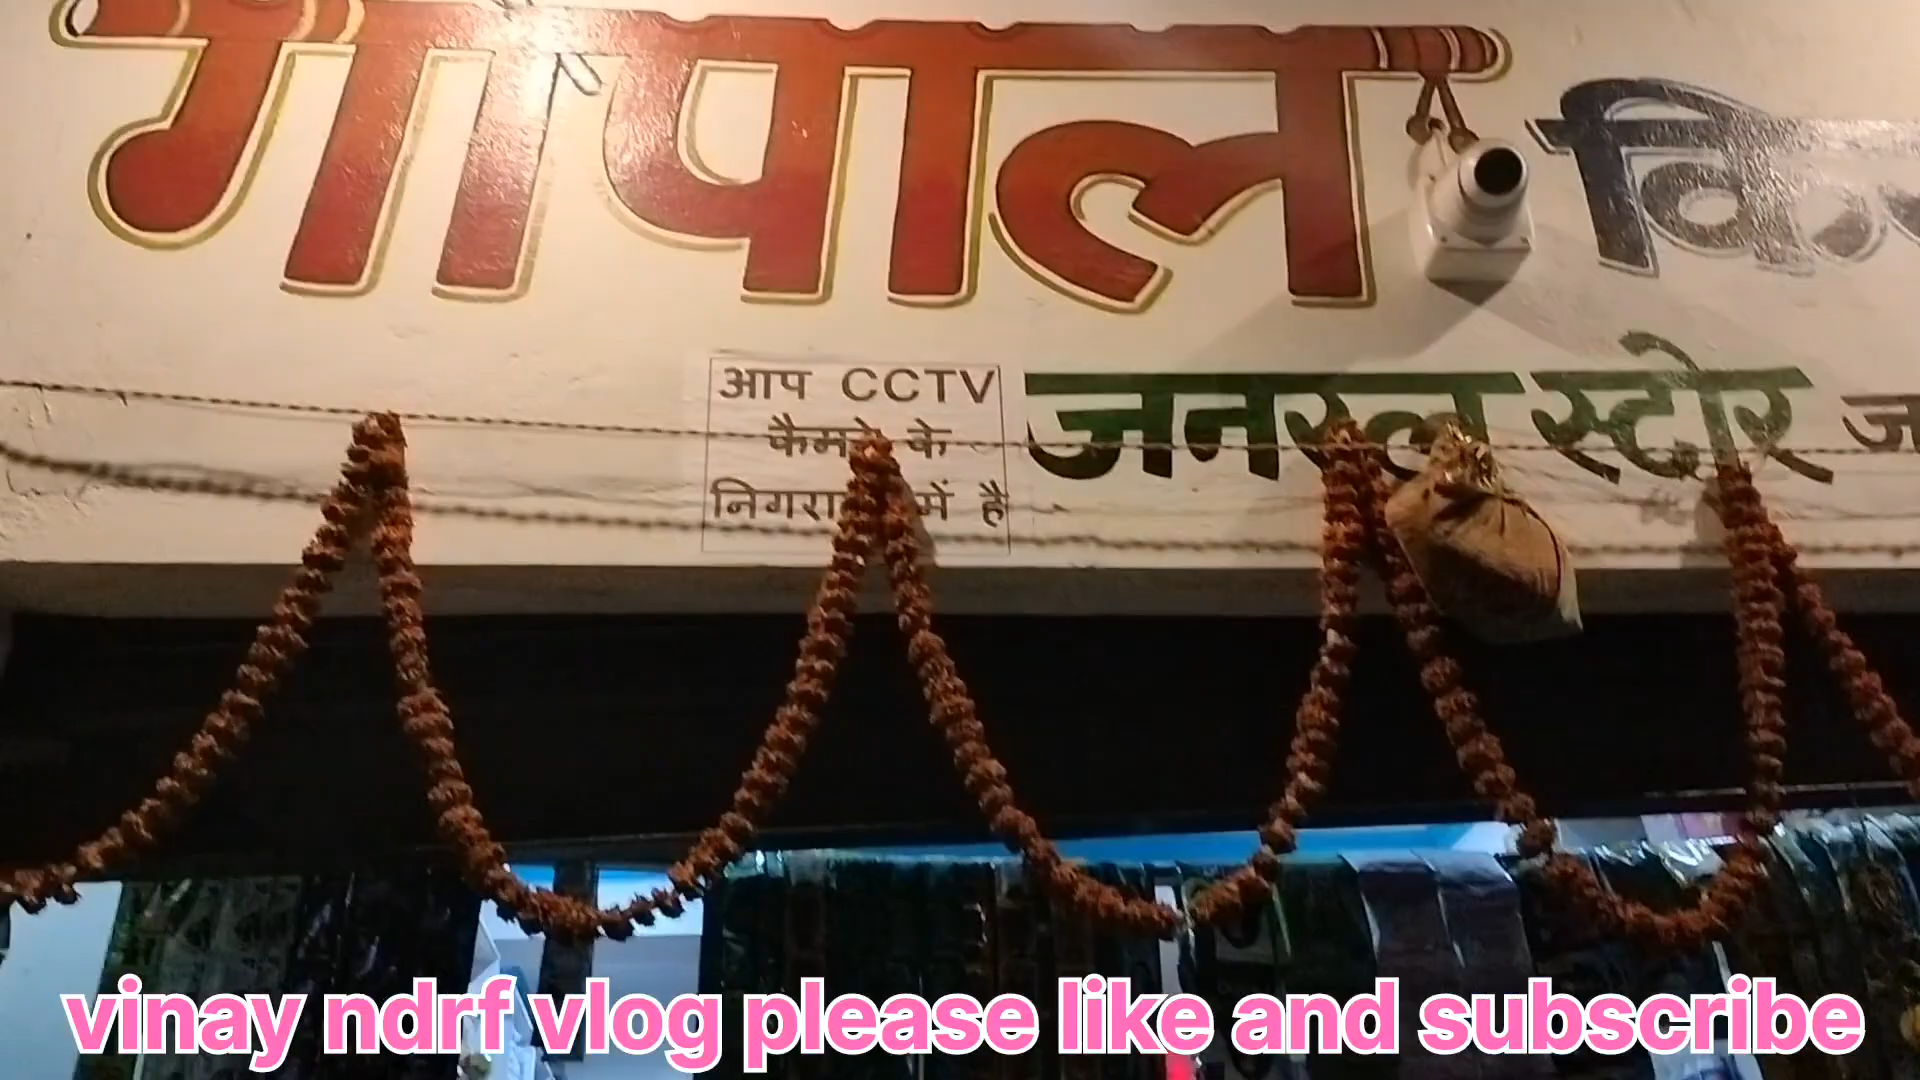 गोपाल
जनरल स्टोर
आप CCTV
कैमरे के
में है
vinay ndrf vlog please like and subscribe